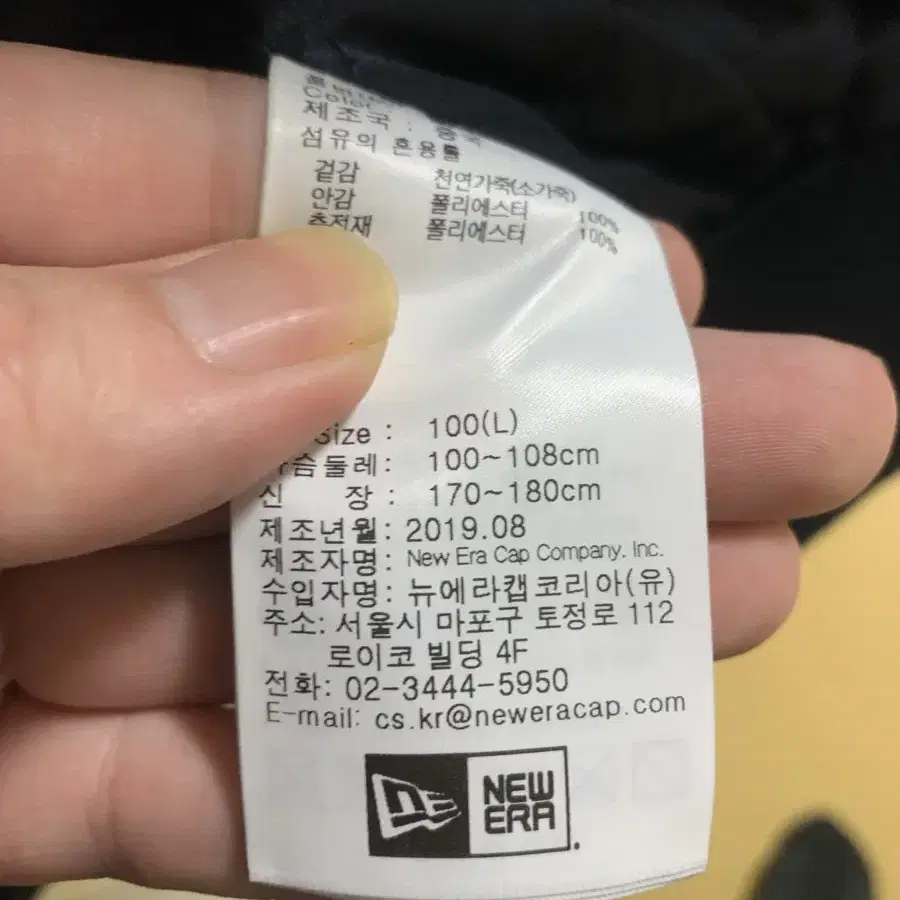 Color
제조국 : 중국
섬유의 혼용률
겉감 천연가죽(소가죽)
안감 폴리에스터 100%
충전재 폴리에스터 100%
Size : 100(L)
가슴둘레: 100~108cm
신 장 : 170~180cm
제조년월: 2019.08
제조자명: New Era Cap Company. Inc.
수입자명: 뉴에라캡코리아(유)
주소: 서울시 마포구 토정로 112
로이코 빌딩 4F
전화: 02-3444-5950
E-mail: cs.kr@neweracap.com
NEW
ERA